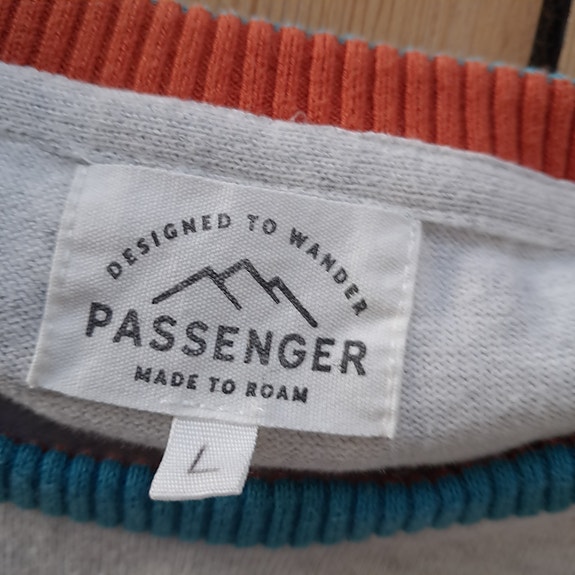 DESIGNED TO WANDER
PASSENGER
MADE TO ROAM
L